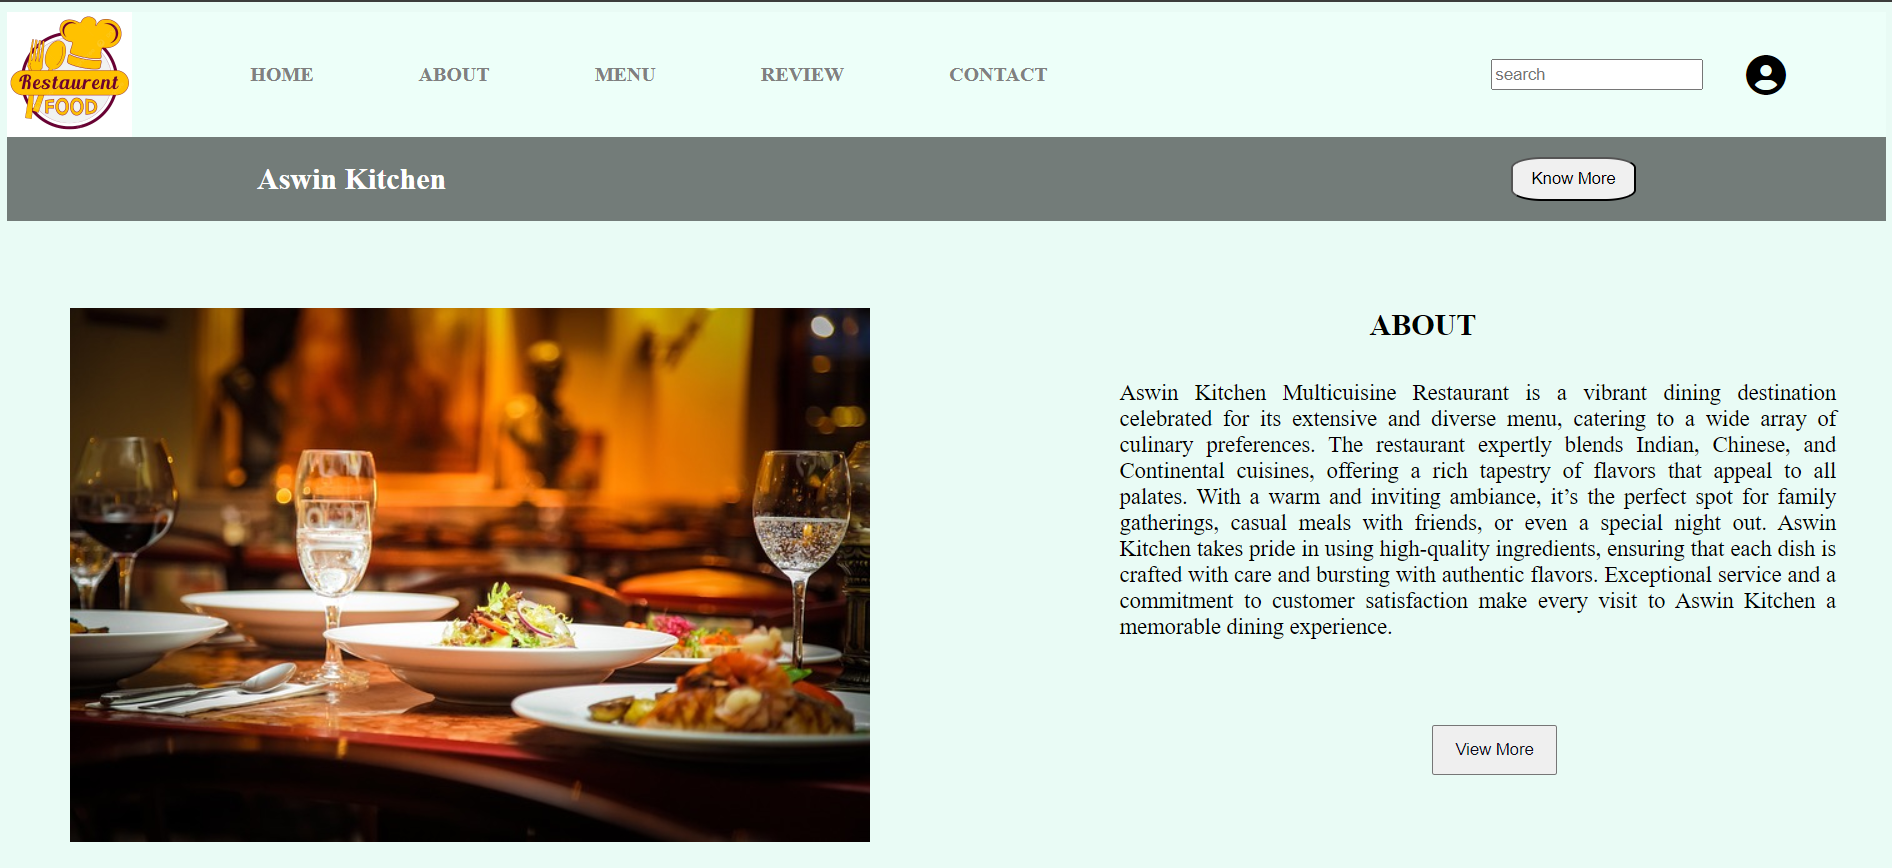 Restaurent
FOOD
HOME ABOUT MENU REVIEW CONTACT search
Aswin Kitchen Know More
ABOUT
Aswin Kitchen Multicuisine Restaurant is a vibrant dining destination
celebrated for its extensive and diverse menu, catering to a wide array of
culinary preferences. The restaurant expertly blends Indian, Chinese, and
Continental cuisines, offering a rich tapestry of flavors that appeal to all
palates. With a warm and inviting ambiance, it’s the perfect spot for family
gatherings, casual meals with friends, or even a special night out. Aswin
Kitchen takes pride in using high-quality ingredients, ensuring that each dish is
crafted with care and bursting with authentic flavors. Exceptional service and a
commitment to customer satisfaction make every visit to Aswin Kitchen a
memorable dining experience.
View More